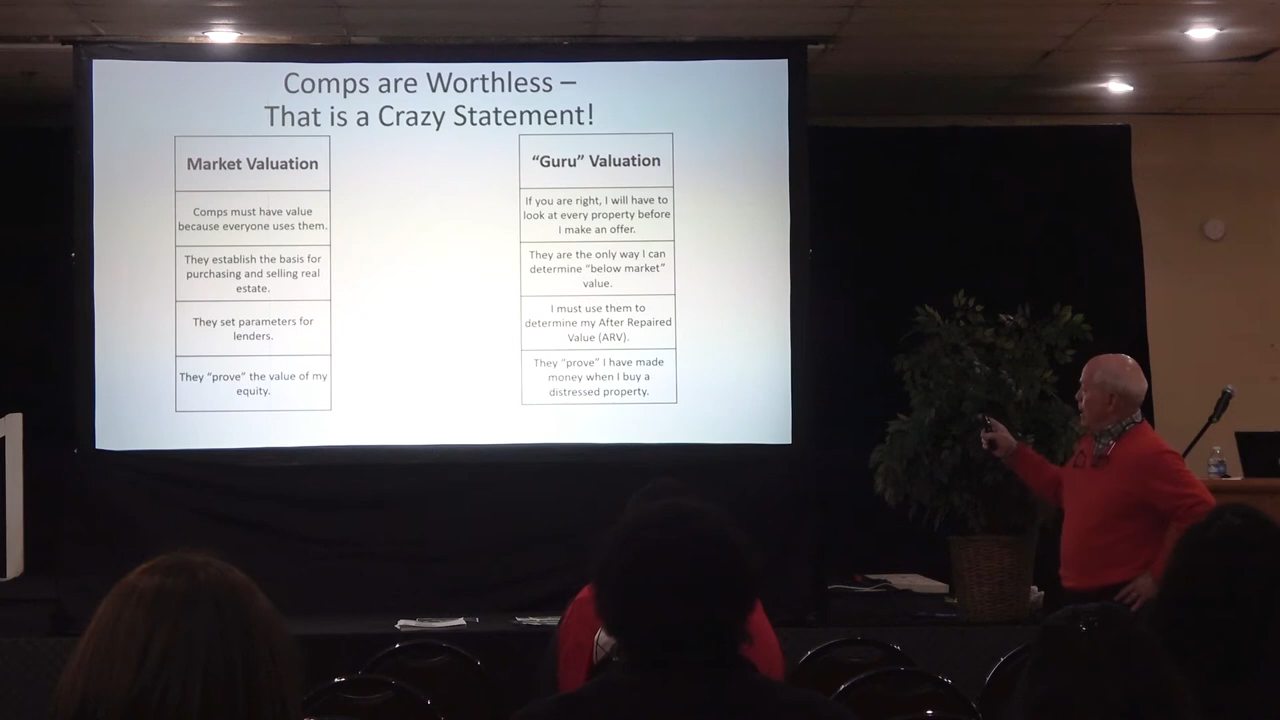 Comps are Worthless –
That is a Crazy Statement!
Market Valuation
Comps must have value
because everyone uses them.
They establish the basis for
purchasing and selling real
estate.
They set parameters for
lenders.
They “prove” the value of my
equity.
“Guru” Valuation
If you are right, I will have to
look at every property before
I make an offer.
They are the only way I can
determine “below market”
value.
I must use them to
determine my After Repaired
Value (ARV).
They “prove” I have made
money when I buy a
distressed property.